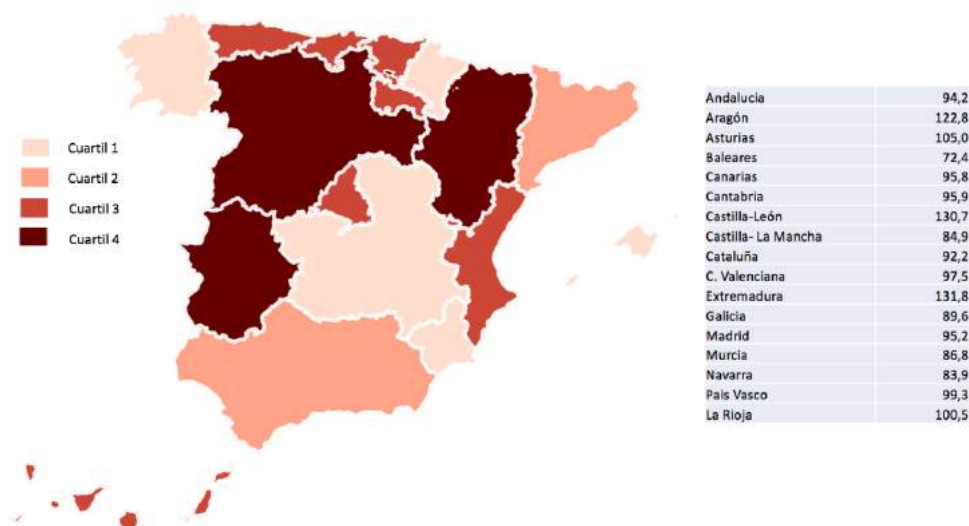 Cuartil 1
Cuartil 2
Cuartil 3
Cuartil 4
Andalucia 94,2
Aragón 122,8
Asturias 105,0
Baleares 72,4
Canarias 95,8
Cantabria 95,9
Castilla-León 130,7
Castilla- La Mancha 84,9
Cataluña 92,2
C. Valenciana 97,5
Extremadura 131,8
Galicia 89,6
Madrid 95,2
Murcia 86,8
Navarra 83,9
Pais Vasco 99,3
La Rioja 100,5